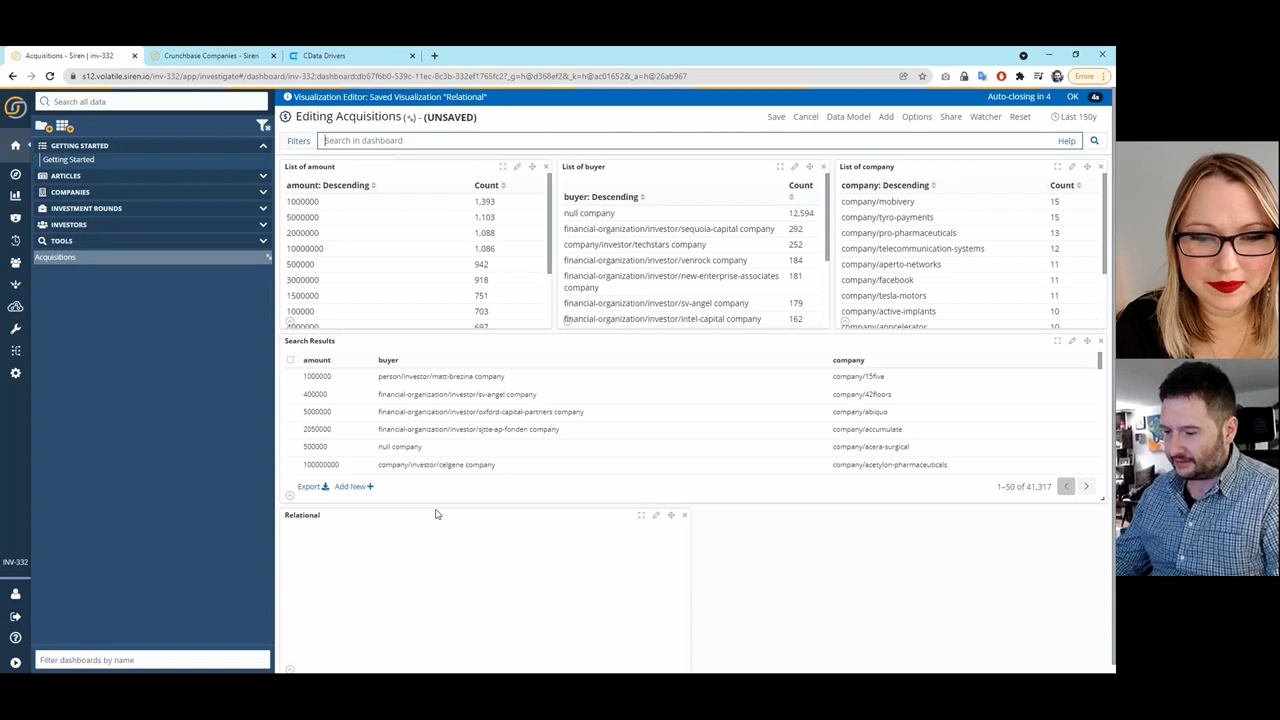 Acquisitions - Siren | inv-332
Crunchbase Companies - Siren
CData Drivers
s12.volatile.siren.io/inv-332/app/investigate#/dashboard/inv-332:dashboard:db67f6b0-539c-11ec-8c3b-332ef1765fc2?_g=h@d368ef2&_k=h@ac01652&_a=h@26ab967
Errore
Search all data
Visualization Editor: Saved Visualization "Relational"
Auto-closing in 4
OK
4s
Editing Acquisitions - (UNSAVED)
Save
Cancel
Data Model
Add
Options
Share
Watcher
Reset
Last 150y
Filters
Search in dashboard
Help
GETTING STARTED
Getting Started
ARTICLES
COMPANIES
INVESTMENT ROUNDS
INVESTORS
TOOLS
Acquisitions
INV-332
Filter dashboards by name
List of amount
amount: Descending Count
1000000 1,393
5000000 1,103
2000000 1,088
10000000 1,086
500000 942
3000000 918
1500000 751
100000 703
4000000 697
List of buyer
buyer: Descending Count
null company 12,594
financial-organization/investor/sequoia-capital company 292
company/investor/techstars company 252
financial-organization/investor/venrock company 184
financial-organization/investor/new-enterprise-associates company 181
financial-organization/investor/sv-angel company 179
financial-organization/investor/intel-capital company 162
List of company
company: Descending Count
company/mobivery 15
company/tyro-payments 15
company/pro-pharmaceuticals 13
company/telecommunication-systems 12
company/aperto-networks 11
company/facebook 11
company/tesla-motors 11
company/active-implants 10
company/appcelerator 10
Search Results
amount buyer company
1000000 person/investor/matt-brezina company company/15five
400000 financial-organization/investor/sv-angel company company/42floors
5000000 financial-organization/investor/oxford-capital-partners company company/abiquo
2050000 financial-organization/investor/sjtte-ap-fonden company company/accumulate
500000 null company company/acera-surgical
100000000 company/investor/celgene company company/acetylon-pharmaceuticals
Export
Add New
1–50 of 41,317
Relational